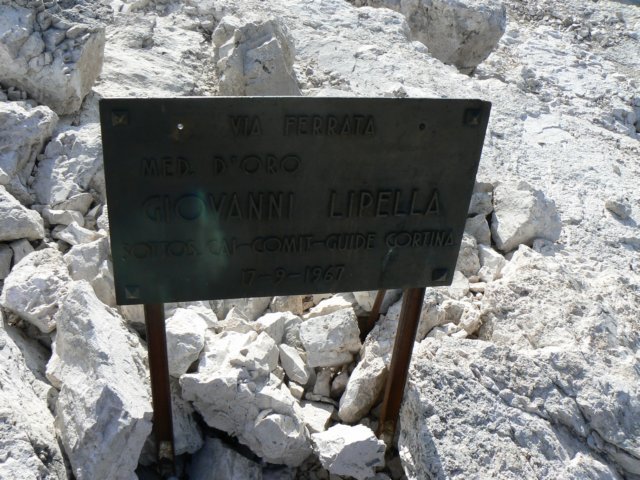 VIA FERRATA
MED. D'ORO
GIOVANNI LIPELLA
SOTTOS. CAI-COMIT-GUIDE CORTINA
17-9-1967